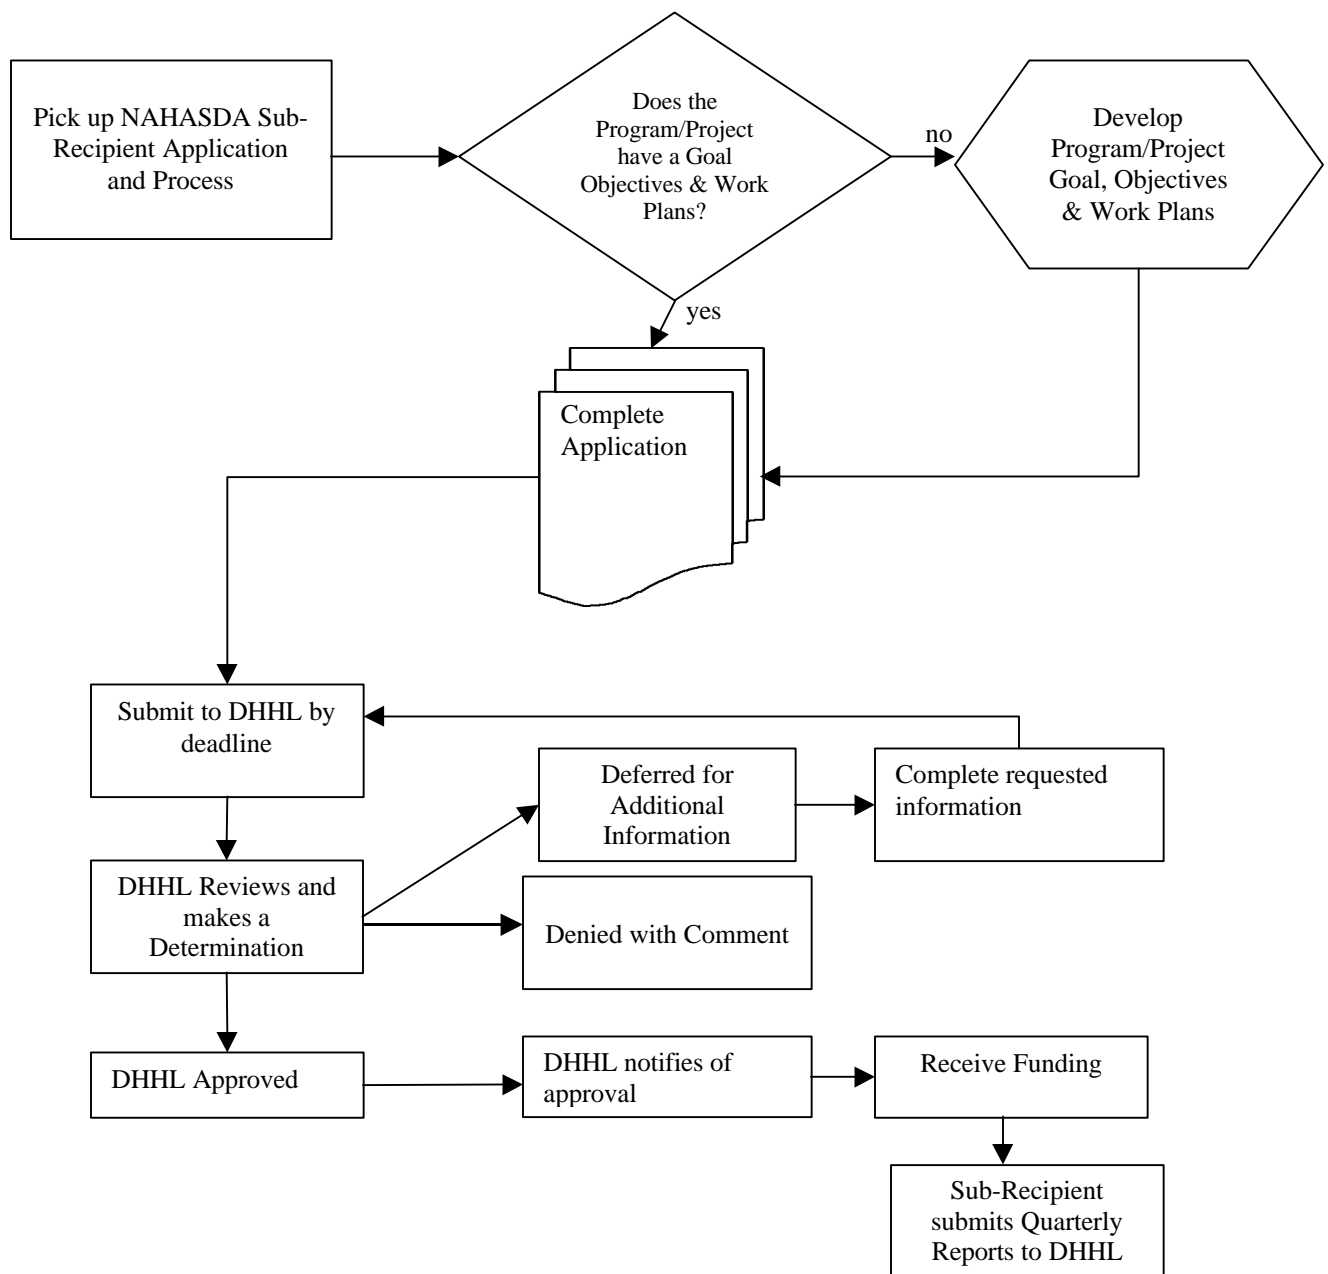 Pick up NAHASDA Sub-
Recipient Application
and Process
Does the
Program/Project
have a Goal
Objectives & Work
Plans?
no
Develop
Program/Project
Goal, Objectives
& Work Plans
yes
Complete
Application
Submit to DHHL by
deadline
Deferred for
Additional
Information
Complete requested
information
DHHL Reviews and
makes a
Determination
Denied with Comment
DHHL Approved
DHHL notifies of
approval
Receive Funding
Sub-Recipient
submits Quarterly
Reports to DHHL